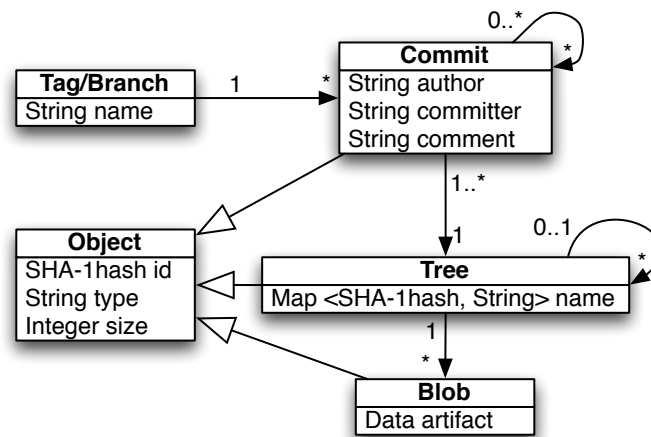 0..*
Commit
*
Tag/Branch
1
*
String author
String name
String committer
String comment
1..*
Object
0..1
1
SHA-1hash id
Tree
*
String type
Map <SHA-1hash, String> name
Integer size
1
*
Blob
Data artifact